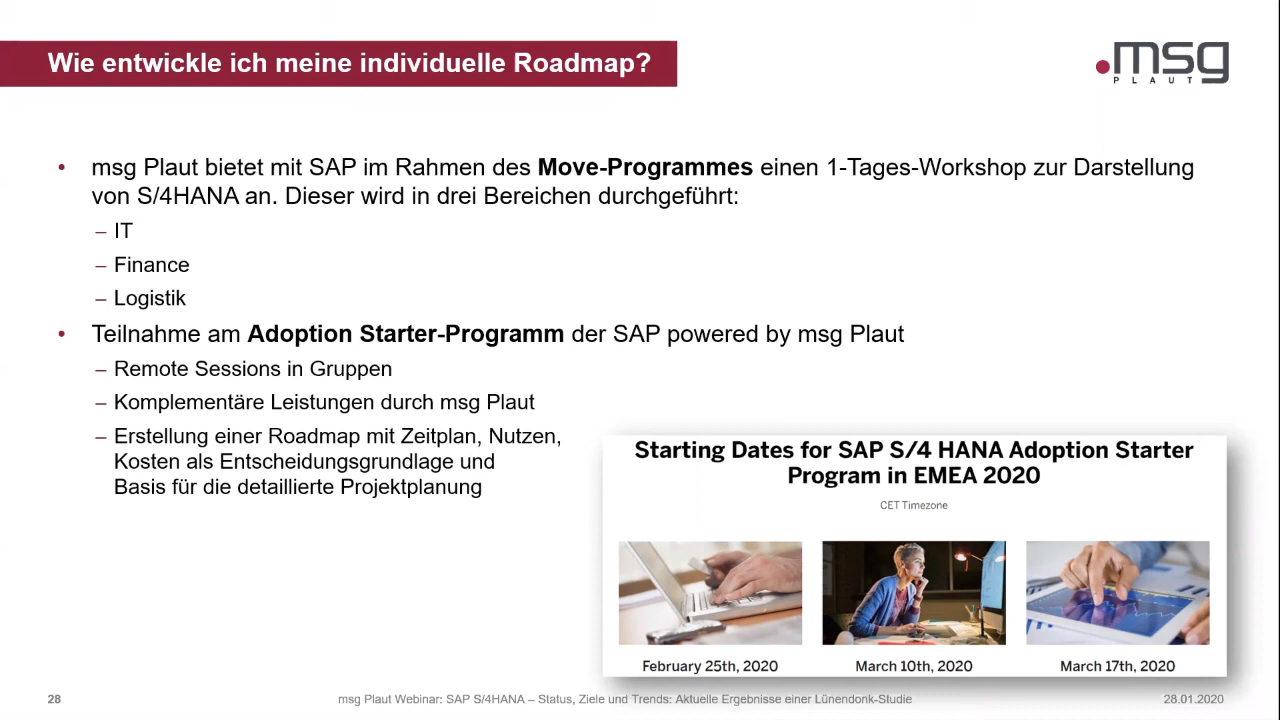 Wie entwickle ich meine individuelle Roadmap?
msg
PLAUT
• msg Plaut bietet mit SAP im Rahmen des Move-Programmes einen 1-Tages-Workshop zur Darstellung
von S/4HANA an. Dieser wird in drei Bereichen durchgeführt:
– IT
– Finance
– Logistik
• Teilnahme am Adoption Starter-Programm der SAP powered by msg Plaut
– Remote Sessions in Gruppen
– Komplementäre Leistungen durch msg Plaut
– Erstellung einer Roadmap mit Zeitplan, Nutzen,
Kosten als Entscheidungsgrundlage und
Basis für die detaillierte Projektplanung
Starting Dates for SAP S/4 HANA Adoption Starter
Program in EMEA 2020
CET Timezone
February 25th, 2020
March 10th, 2020
March 17th, 2020
28
msg Plaut Webinar: SAP S/4HANA – Status, Ziele und Trends: Aktuelle Ergebnisse einer Lünendonk-Studie
28.01.2020